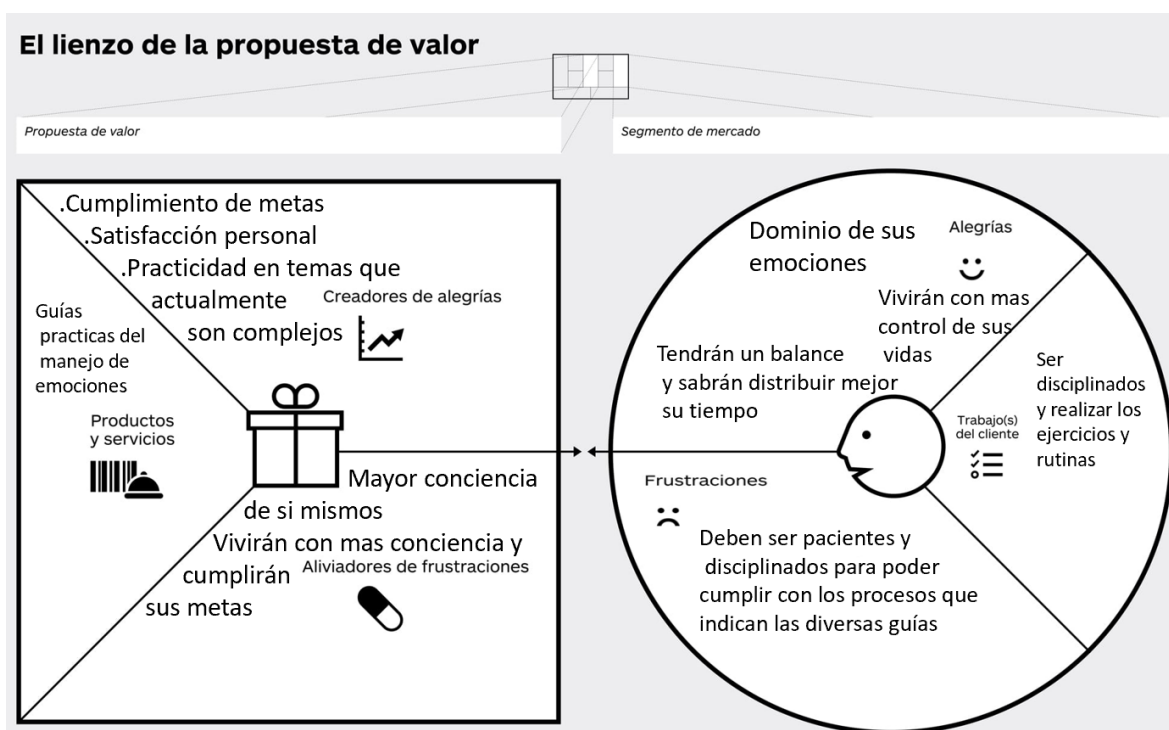 El lienzo de la propuesta de valor
Propuesta de valor
Segmento de mercado
.Cumplimiento de metas
.Satisfacción personal
.Practicidad en temas que
actualmente
son complejos
Creadores de alegrías
Guías
practicas del
manejo de
emociones
Productos
y servicios
Mayor conciencia
de si mismos
Vivirán con mas conciencia y
cumplirán
sus metas
Aliviadores de frustraciones
Dominio de sus
emociones
Alegrías
Vivirán con mas
control de sus
vidas
Tendrán un balance
y sabrán distribuir mejor
su tiempo
Ser
disciplinados
y realizar los
ejercicios y
rutinas
Trabajo(s)
del cliente
Frustraciones
Deben ser pacientes y
disciplinados para poder
cumplir con los procesos que
indican las diversas guías